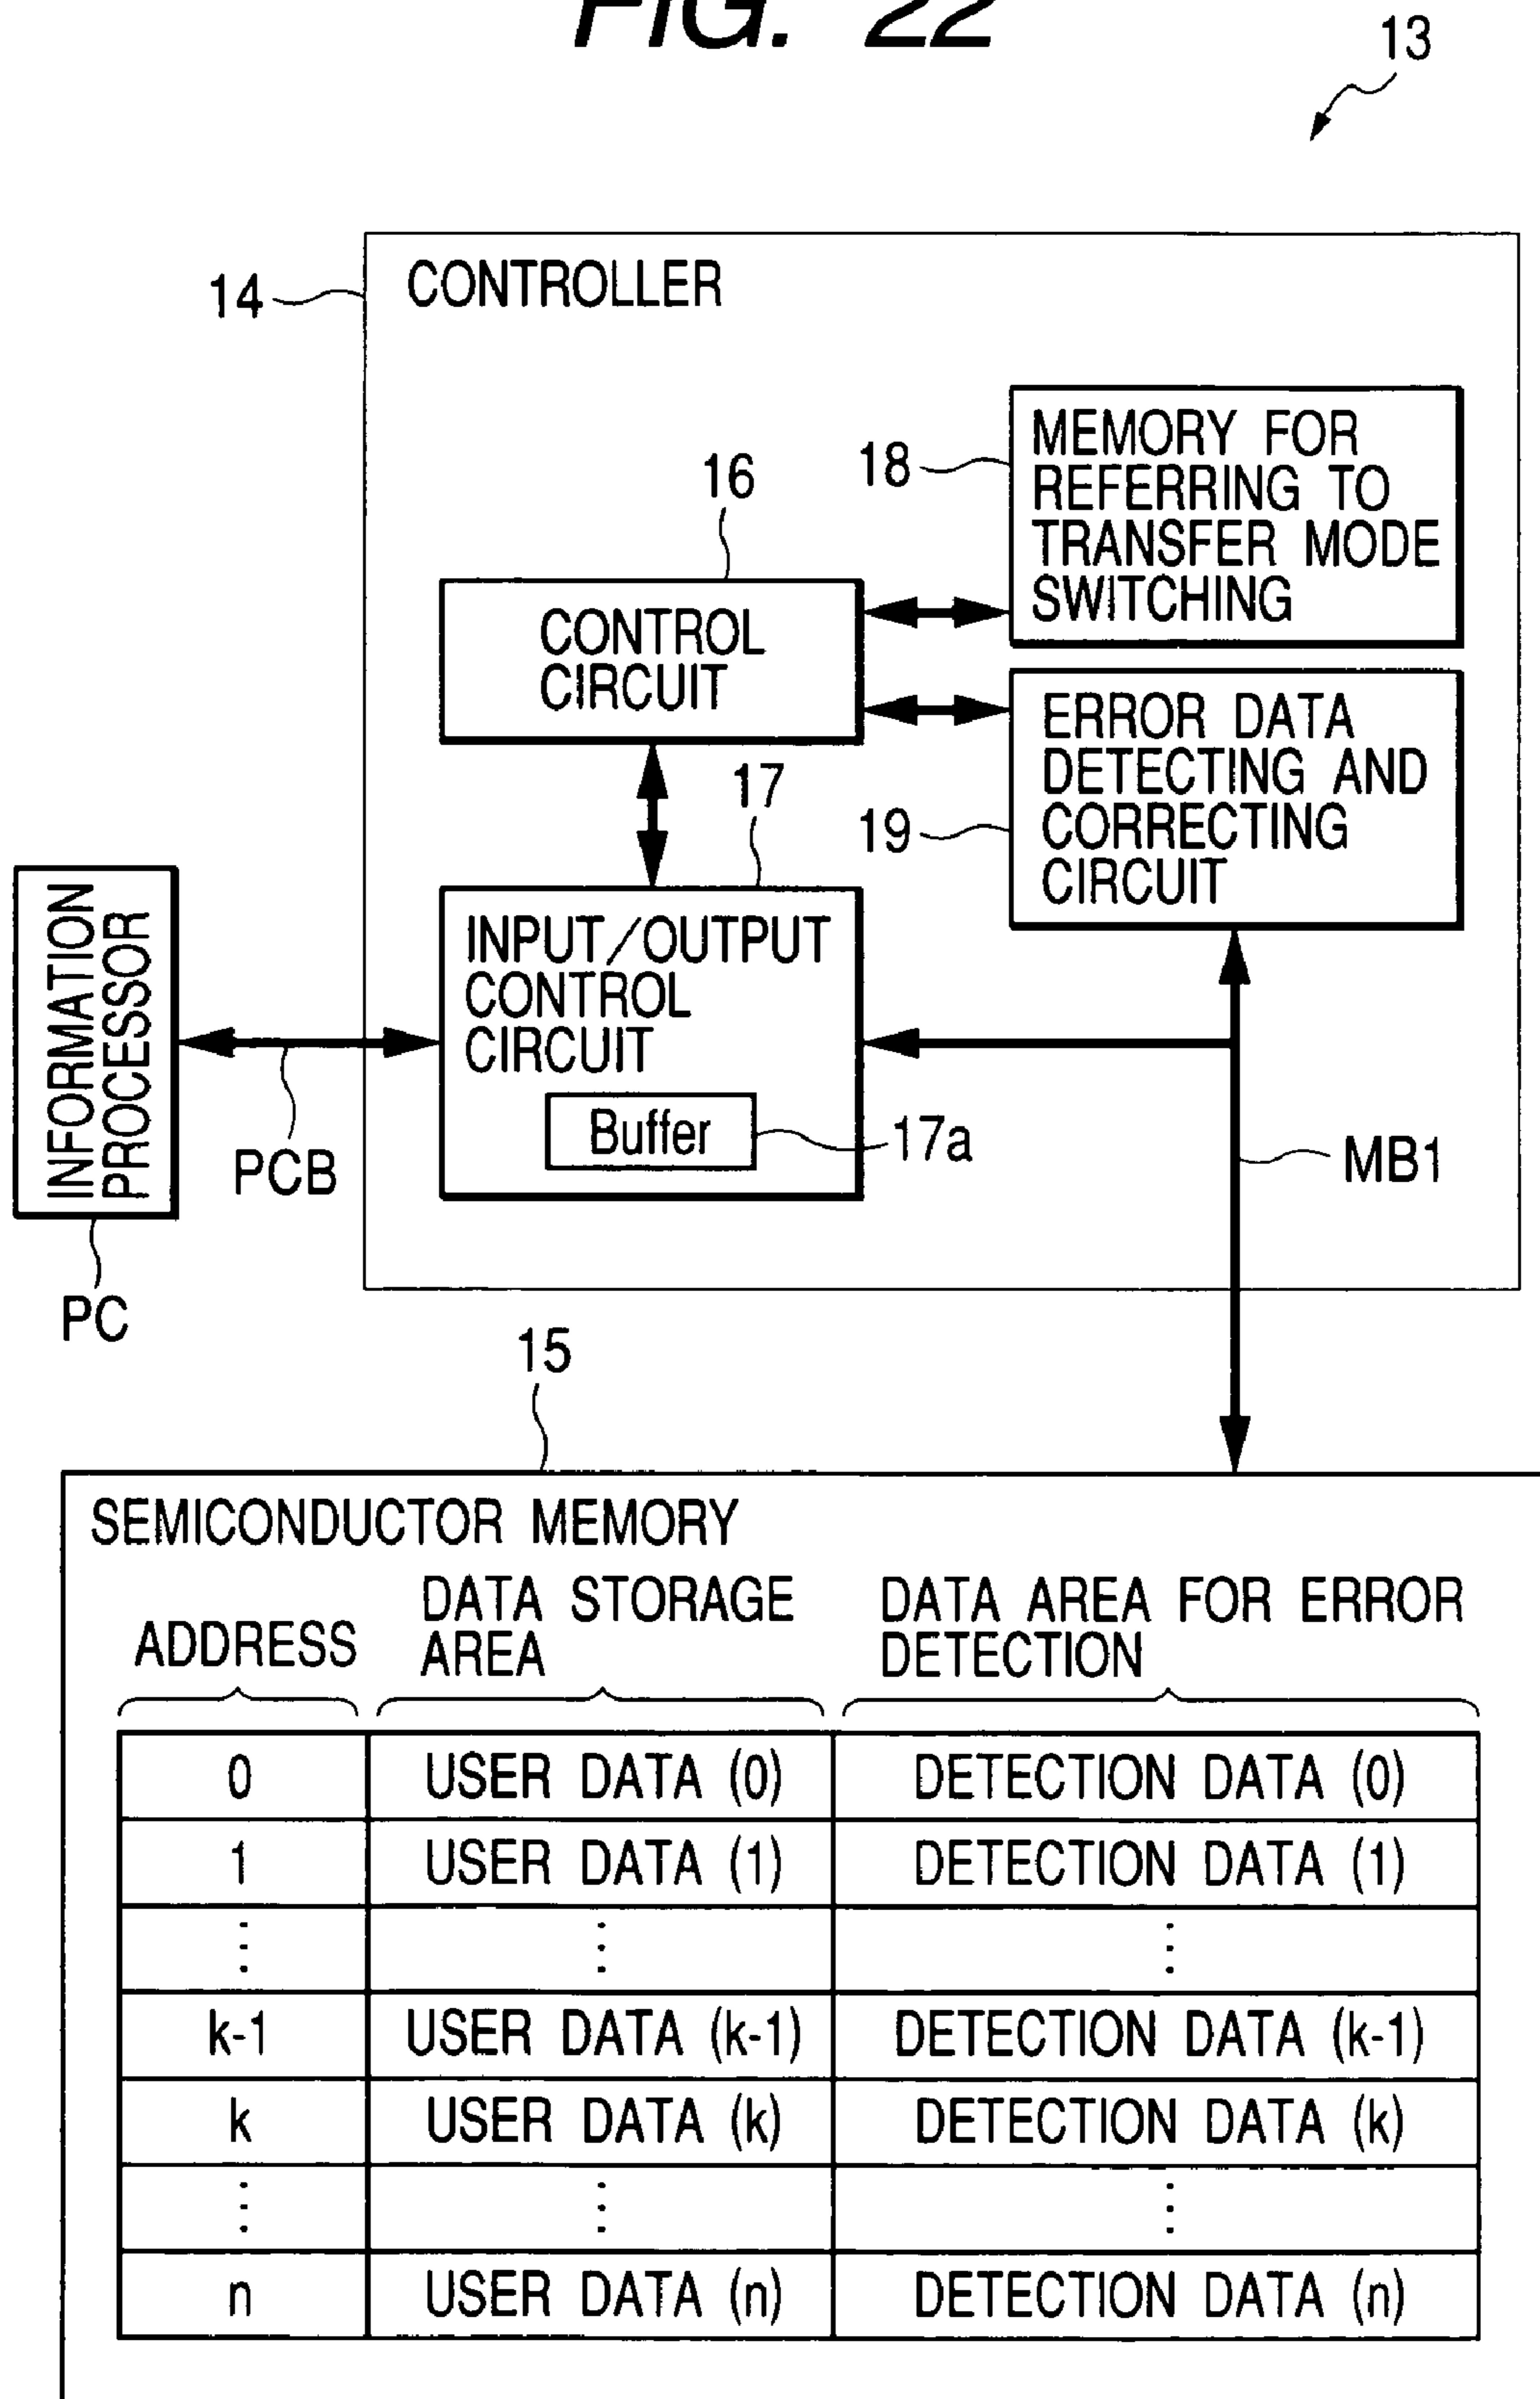 FIG. 22
13
14
CONTROLLER
18
MEMORY FOR
REFERRING TO
TRANSFER MODE
SWITCHING
16
CONTROL
CIRCUIT
19
ERROR DATA
DETECTING AND
CORRECTING
CIRCUIT
17
INPUT/OUTPUT
CONTROL
CIRCUIT
Buffer
17a
INFORMATION
PROCESSOR
PCB
PC
MB1
15
SEMICONDUCTOR MEMORY
ADDRESS
DATA STORAGE
AREA
DATA AREA FOR ERROR
DETECTION
0 USER DATA (0) DETECTION DATA (0)
1 USER DATA (1) DETECTION DATA (1)
⋮ ⋮ ⋮
k-1 USER DATA (k-1) DETECTION DATA (k-1)
k USER DATA (k) DETECTION DATA (k)
⋮ ⋮ ⋮
n USER DATA (n) DETECTION DATA (n)